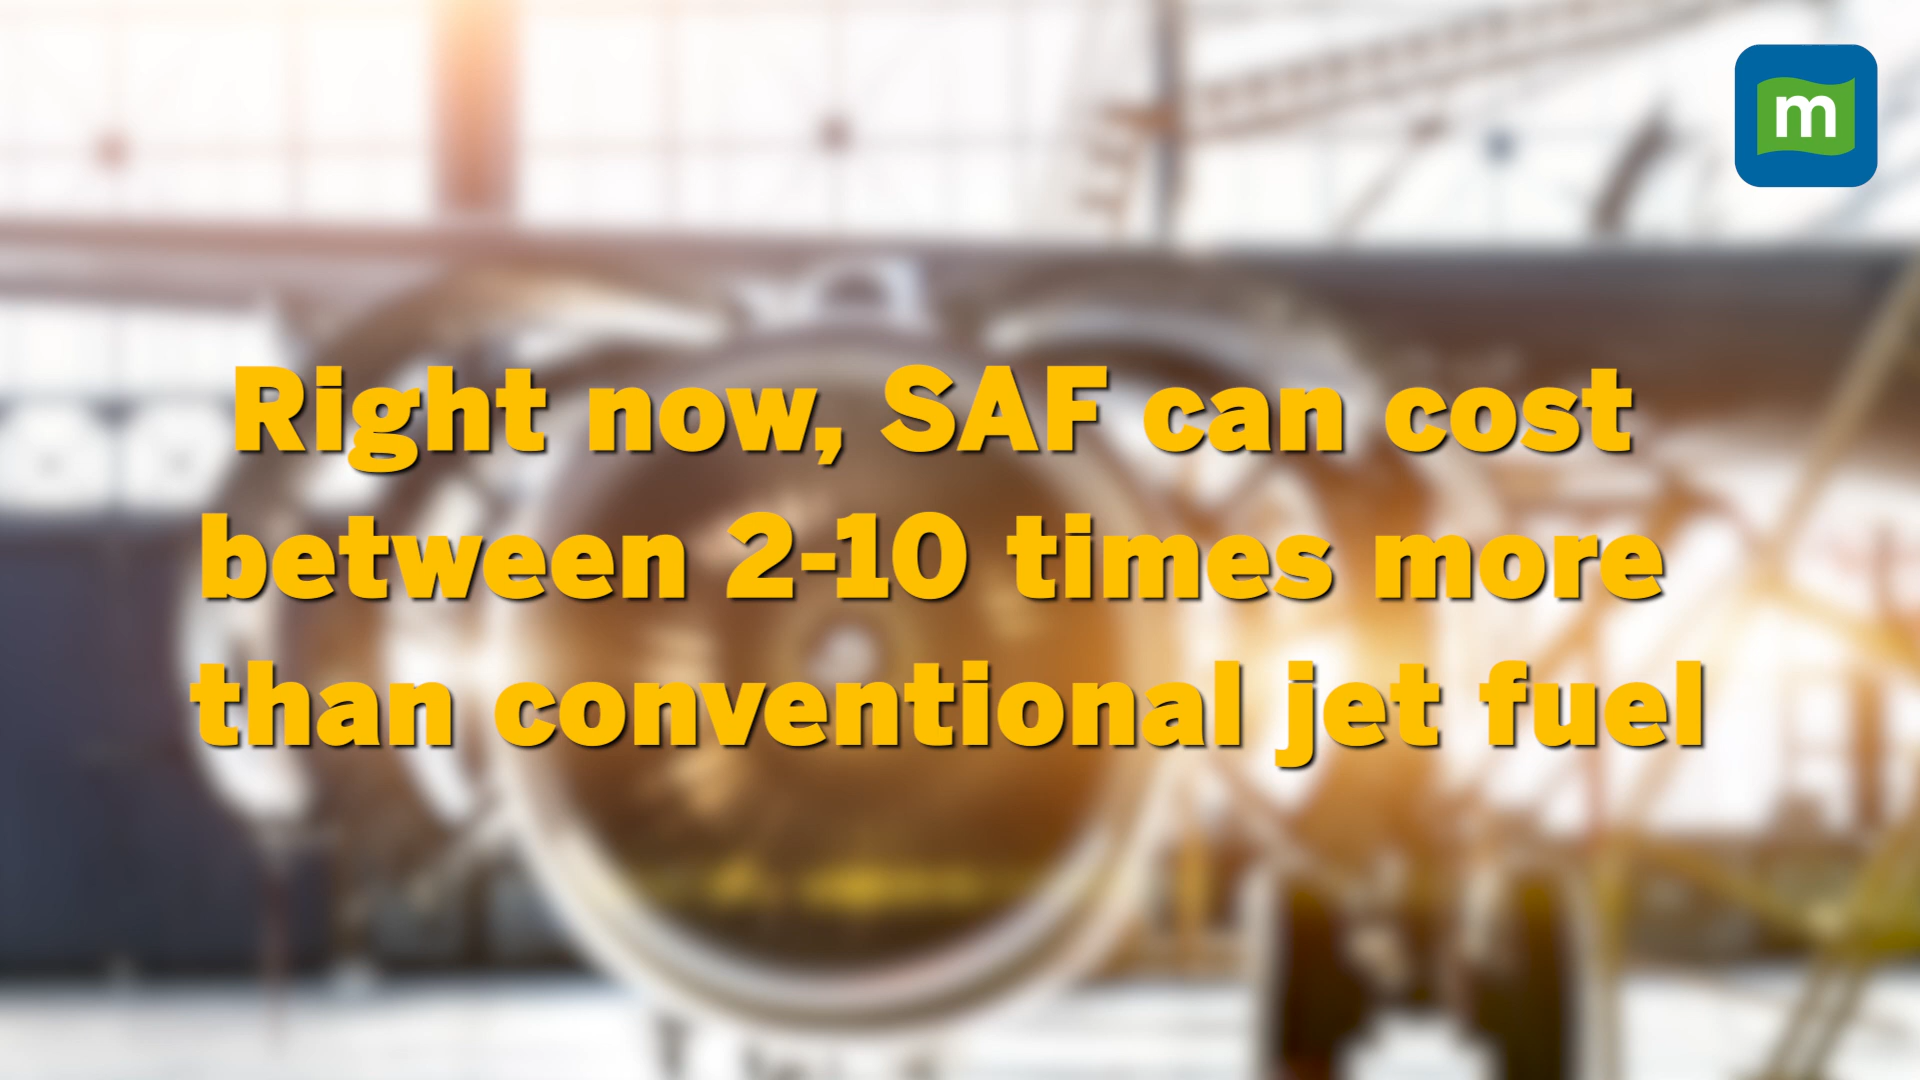 m
Right now, SAF can cost
between 2-10 times more
than conventional jet fuel